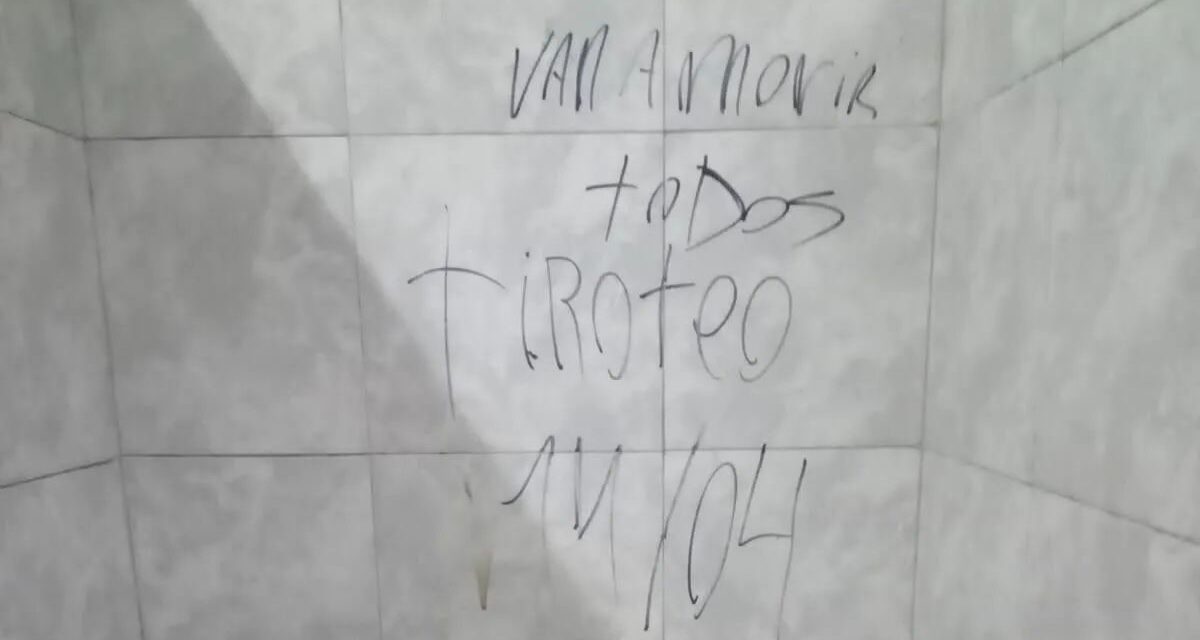 VAN A MORIR
toDos
tiRoteo
11/04